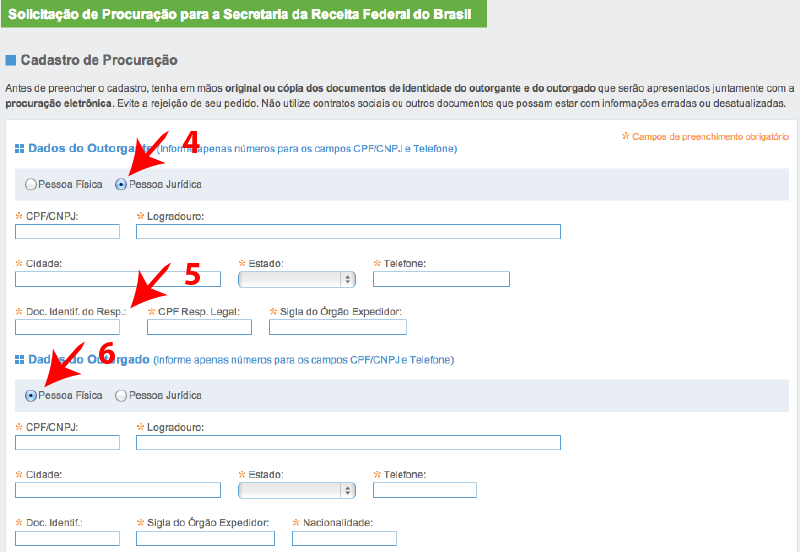 Solicitação de Procuração para a Secretaria da Receita Federal do Brasil
Cadastro de Procuração
Antes de preencher o cadastro, tenha em mãos original ou cópia dos documentos de identidade do outorgante e do outorgado que serão apresentados juntamente com a
procuração eletrônica. Evite a rejeição de seu pedido. Não utilize contratos sociais ou outros documentos que possam estar com informações erradas ou desatualizadas.
* Campos de preenchimento obrigatório
4
Dados do Outorgante (Informe apenas números para os campos CPF/CNPJ e Telefone)
Pessoa Física Pessoa Jurídica
* CPF/CNPJ: * Logradouro:
* Cidade: * Estado: * Telefone:
5
* Doc. Identif. do Resp.: * CPF Resp. Legal: * Sigla do Órgão Expedidor:
6
Dados do Outorgado (Informe apenas números para os campos CPF/CNPJ e Telefone)
Pessoa Física Pessoa Jurídica
* CPF/CNPJ: * Logradouro:
* Cidade: * Estado: * Telefone:
* Doc. Identif.: * Sigla do Órgão Expedidor: * Nacionalidade: